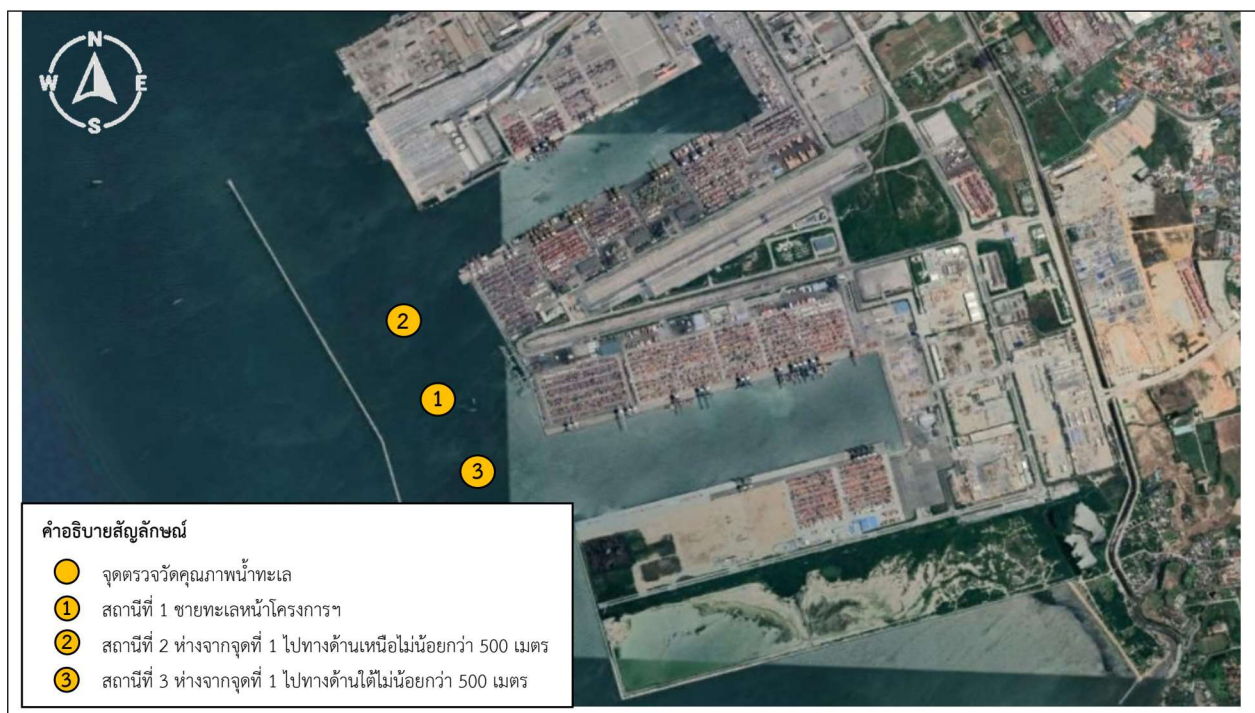 N
W E
S
2
1
3
คำอธิบายสัญลักษณ์
จุดตรวจวัดคุณภาพน้ำทะเล
1 สถานีที่ 1 ชายทะเลหน้าโครงการฯ
2 สถานีที่ 2 ห่างจากจุดที่ 1 ไปทางด้านเหนือไม่น้อยกว่า 500 เมตร
3 สถานีที่ 3 ห่างจากจุดที่ 1 ไปทางด้านใต้ไม่น้อยกว่า 500 เมตร